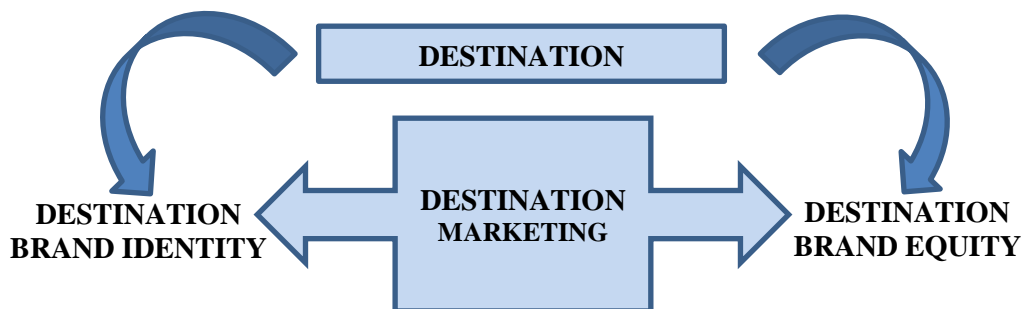 DESTINATION
DESTINATION
BRAND IDENTITY
DESTINATION
MARKETING
DESTINATION
BRAND EQUITY